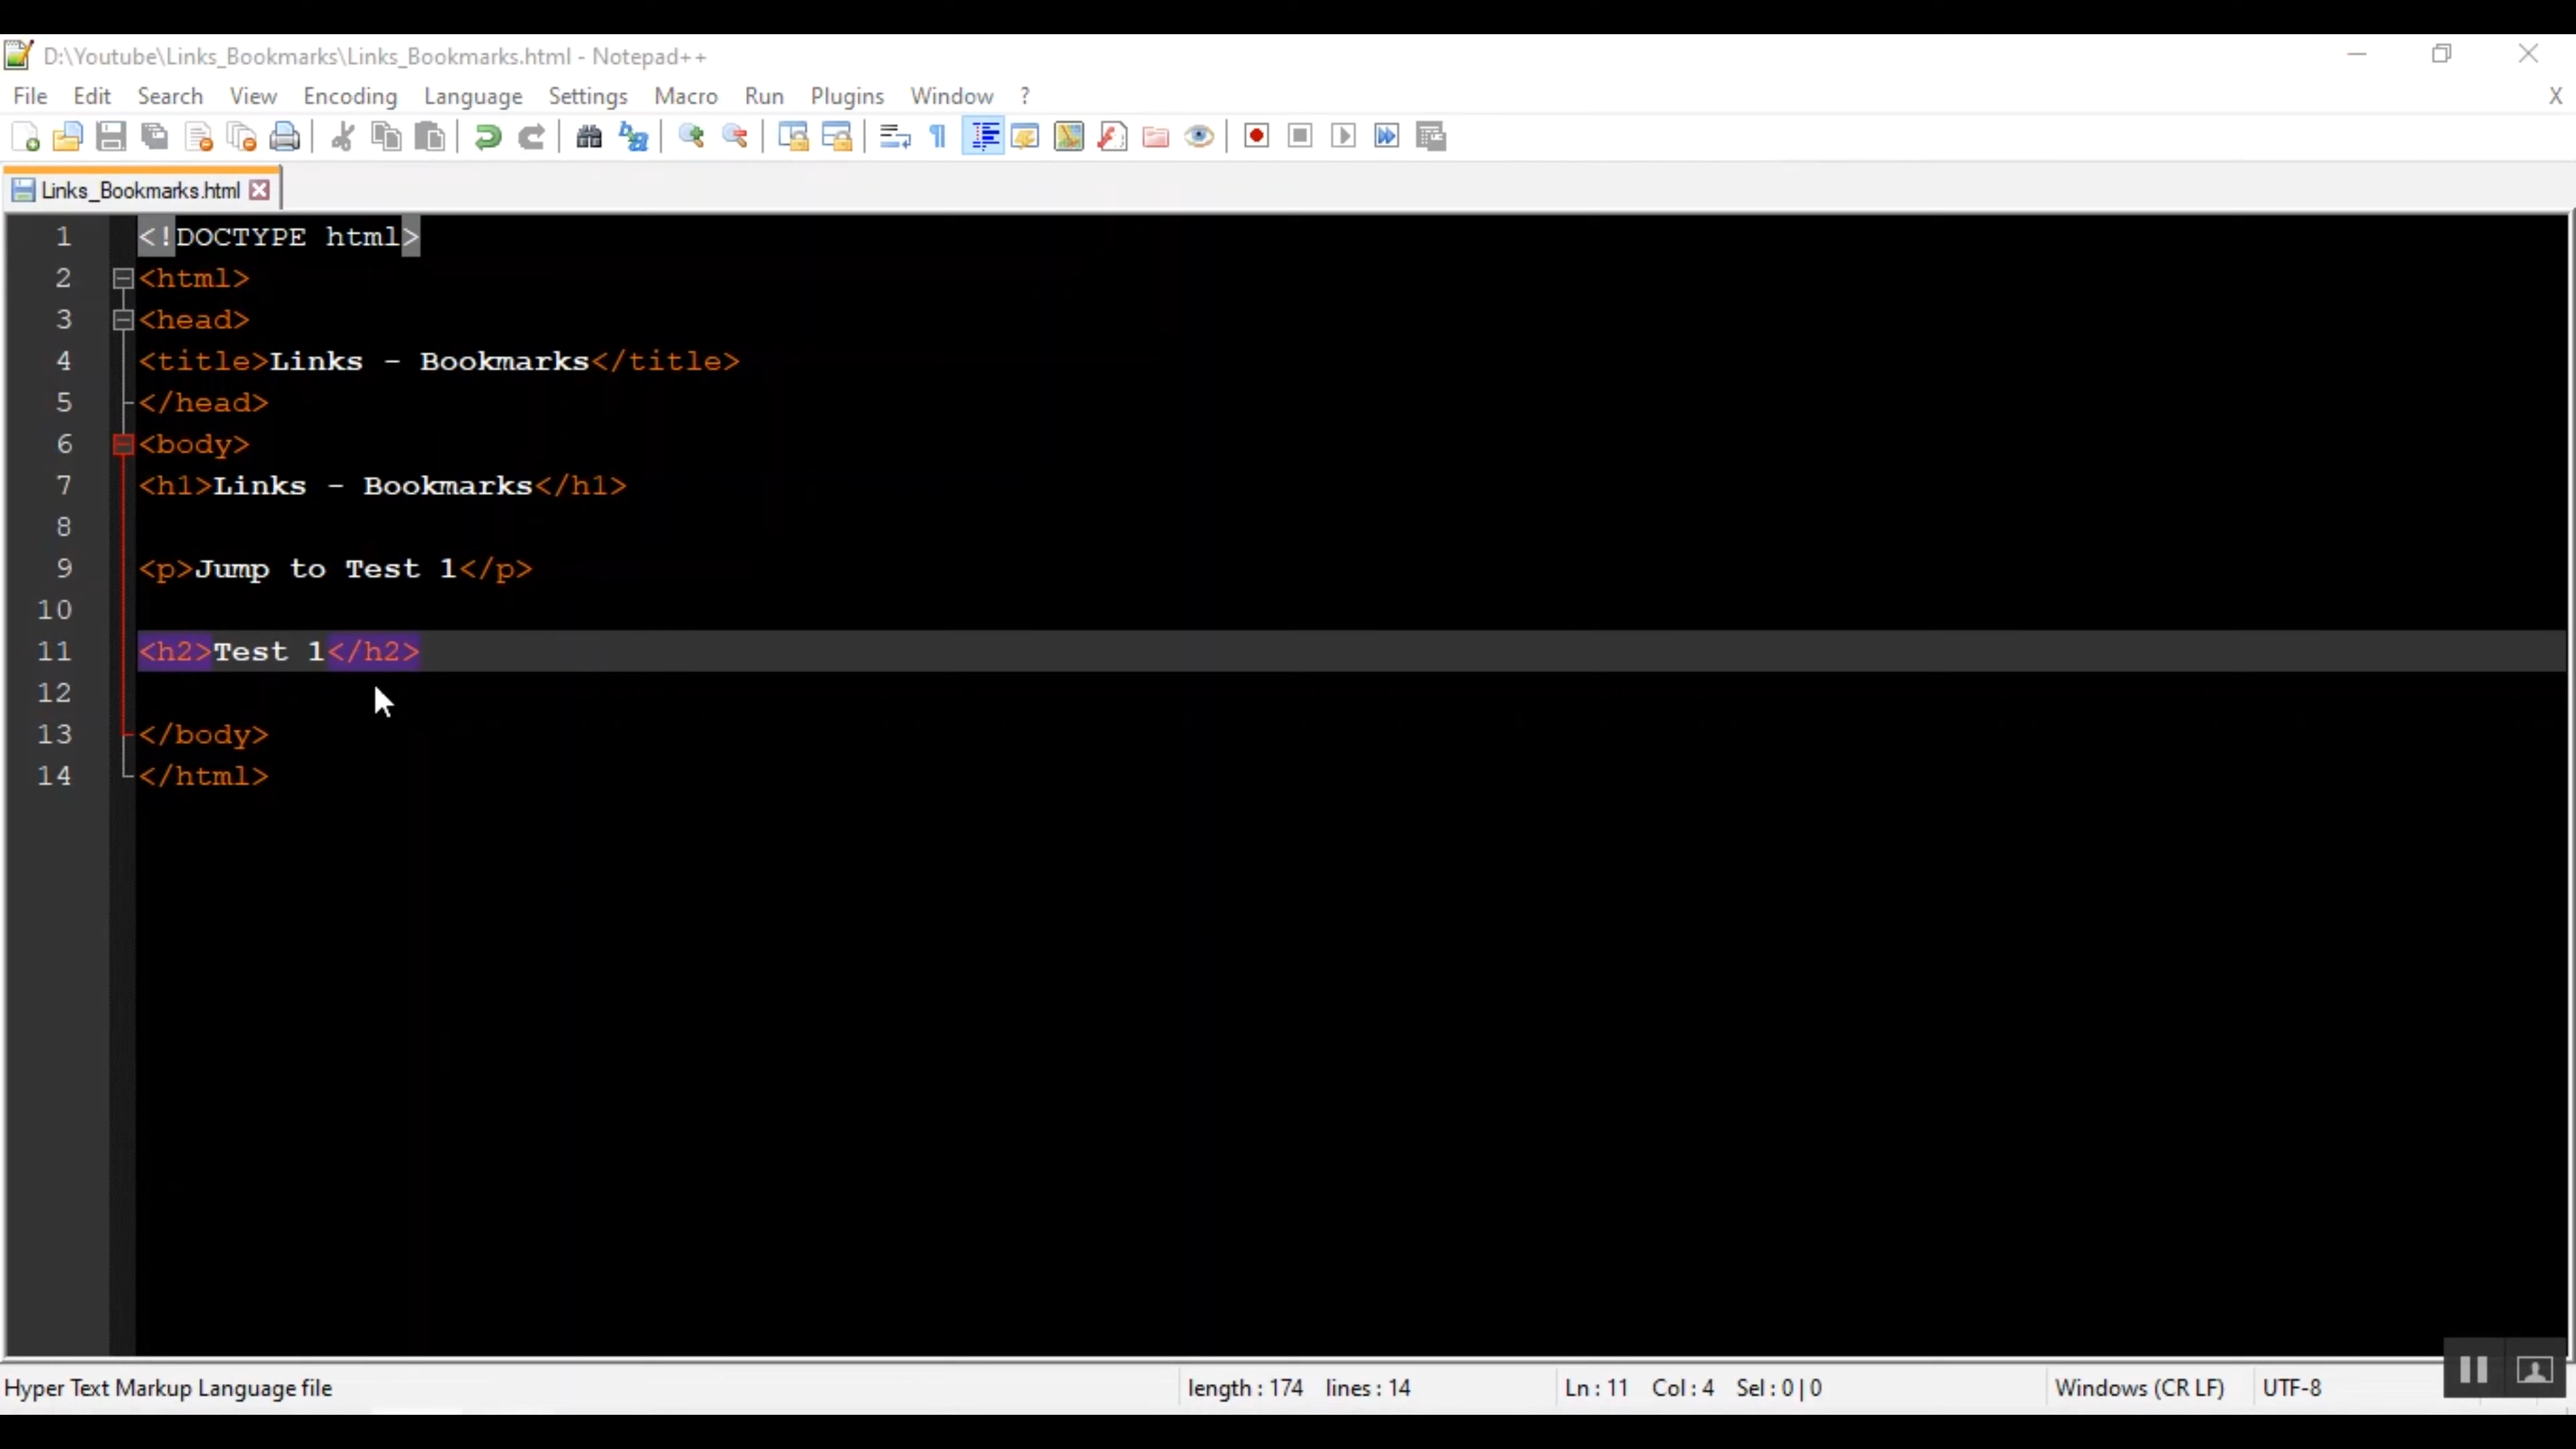 D:\Youtube\Links_Bookmarks\Links_Bookmarks.html - Notepad++
File Edit Search View Encoding Language Settings Macro Run Plugins Window ? X
Links_Bookmarks.html
1 <!DOCTYPE html>
2 <html>
3 <head>
4 <title>Links - Bookmarks</title>
5 </head>
6 <body>
7 <h1>Links - Bookmarks</h1>
8
9 <p>Jump to Test 1</p>
10
11 <h2>Test 1</h2>
12
13 </body>
14 </html>
Hyper Text Markup Language file length : 174 lines : 14 Ln : 11 Col : 4 Sel : 0 | 0 Windows (CR LF) UTF-8